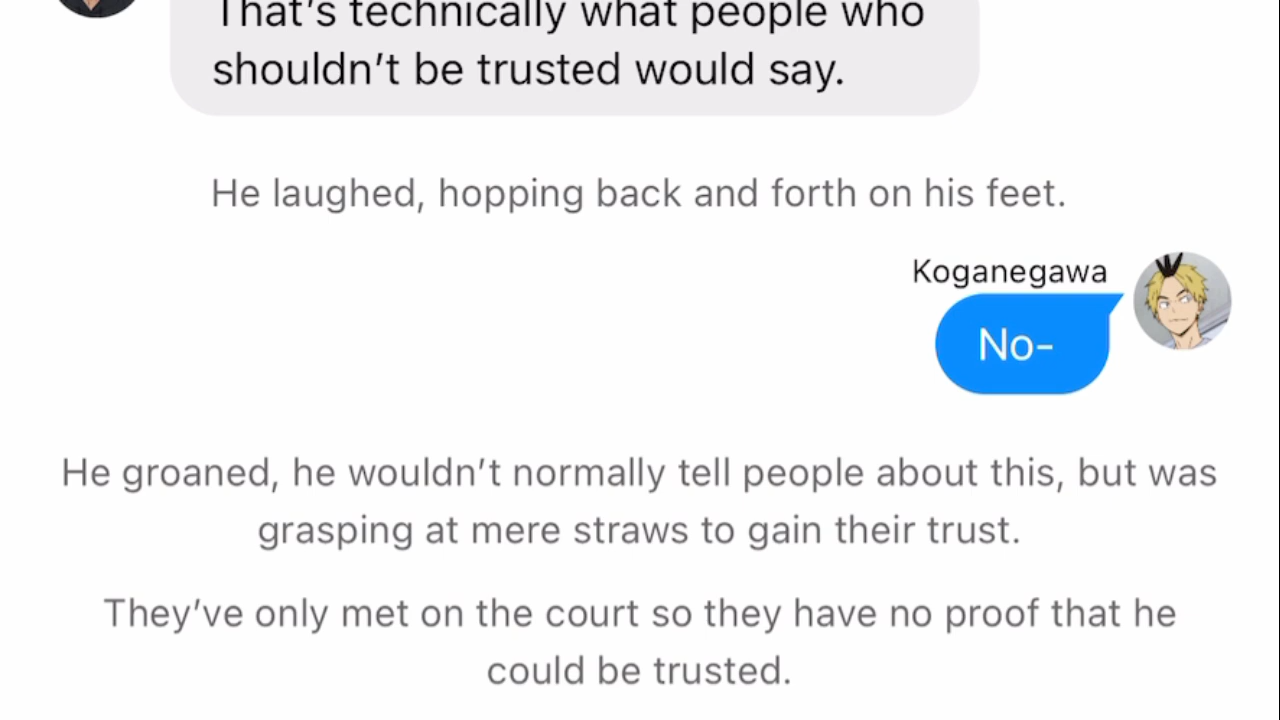 That's technically what people who
shouldn't be trusted would say.
He laughed, hopping back and forth on his feet.
Koganegawa
No-
He groaned, he wouldn't normally tell people about this, but was
grasping at mere straws to gain their trust.
They've only met on the court so they have no proof that he
could be trusted.